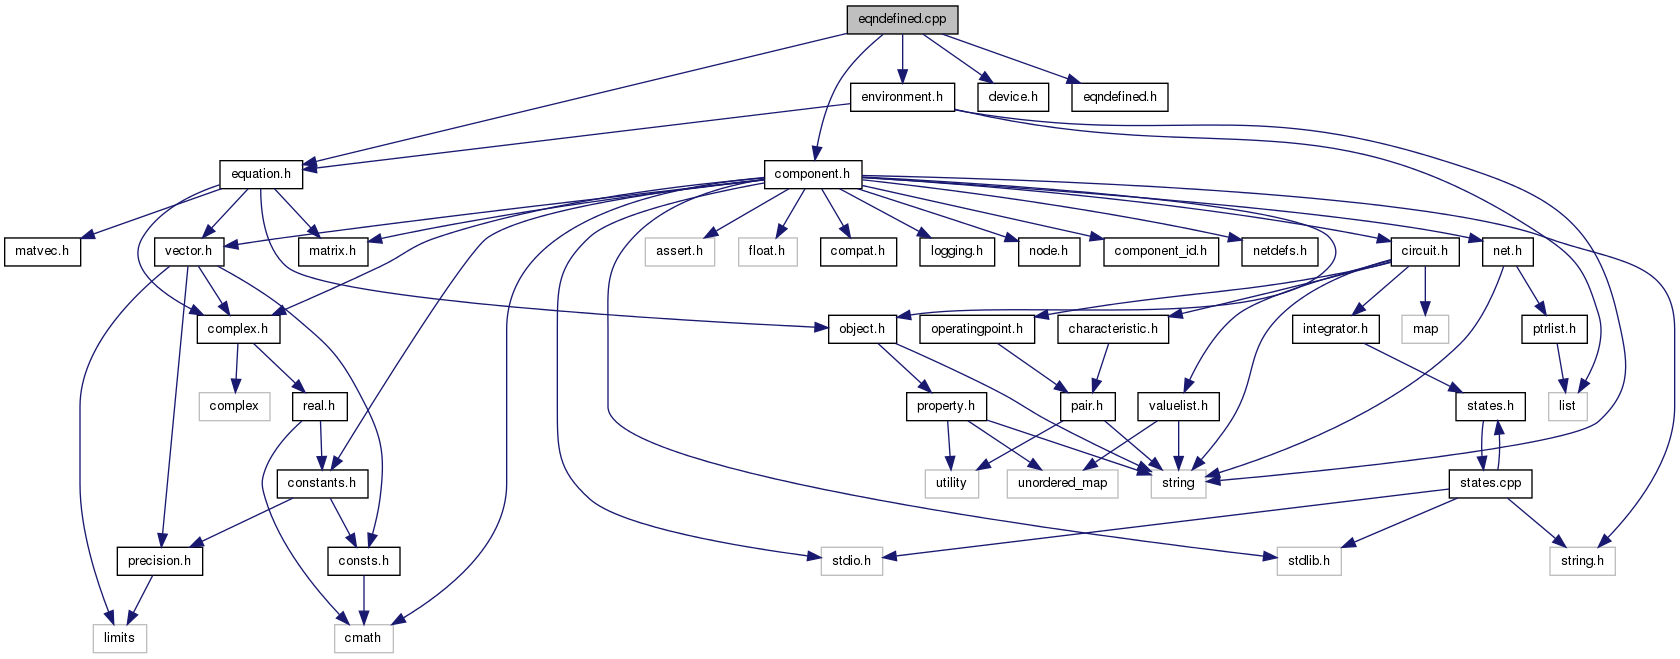 eqndefined.cpp
environment.h
device.h
eqndefined.h
equation.h
component.h
matvec.h
vector.h
matrix.h
assert.h
float.h
compat.h
logging.h
node.h
component_id.h
netdefs.h
circuit.h
net.h
complex.h
object.h
operatingpoint.h
characteristic.h
integrator.h
map
ptrlist.h
complex
real.h
property.h
pair.h
valuelist.h
states.h
list
constants.h
utility
unordered_map
string
states.cpp
precision.h
consts.h
stdio.h
stdlib.h
string.h
limits
cmath